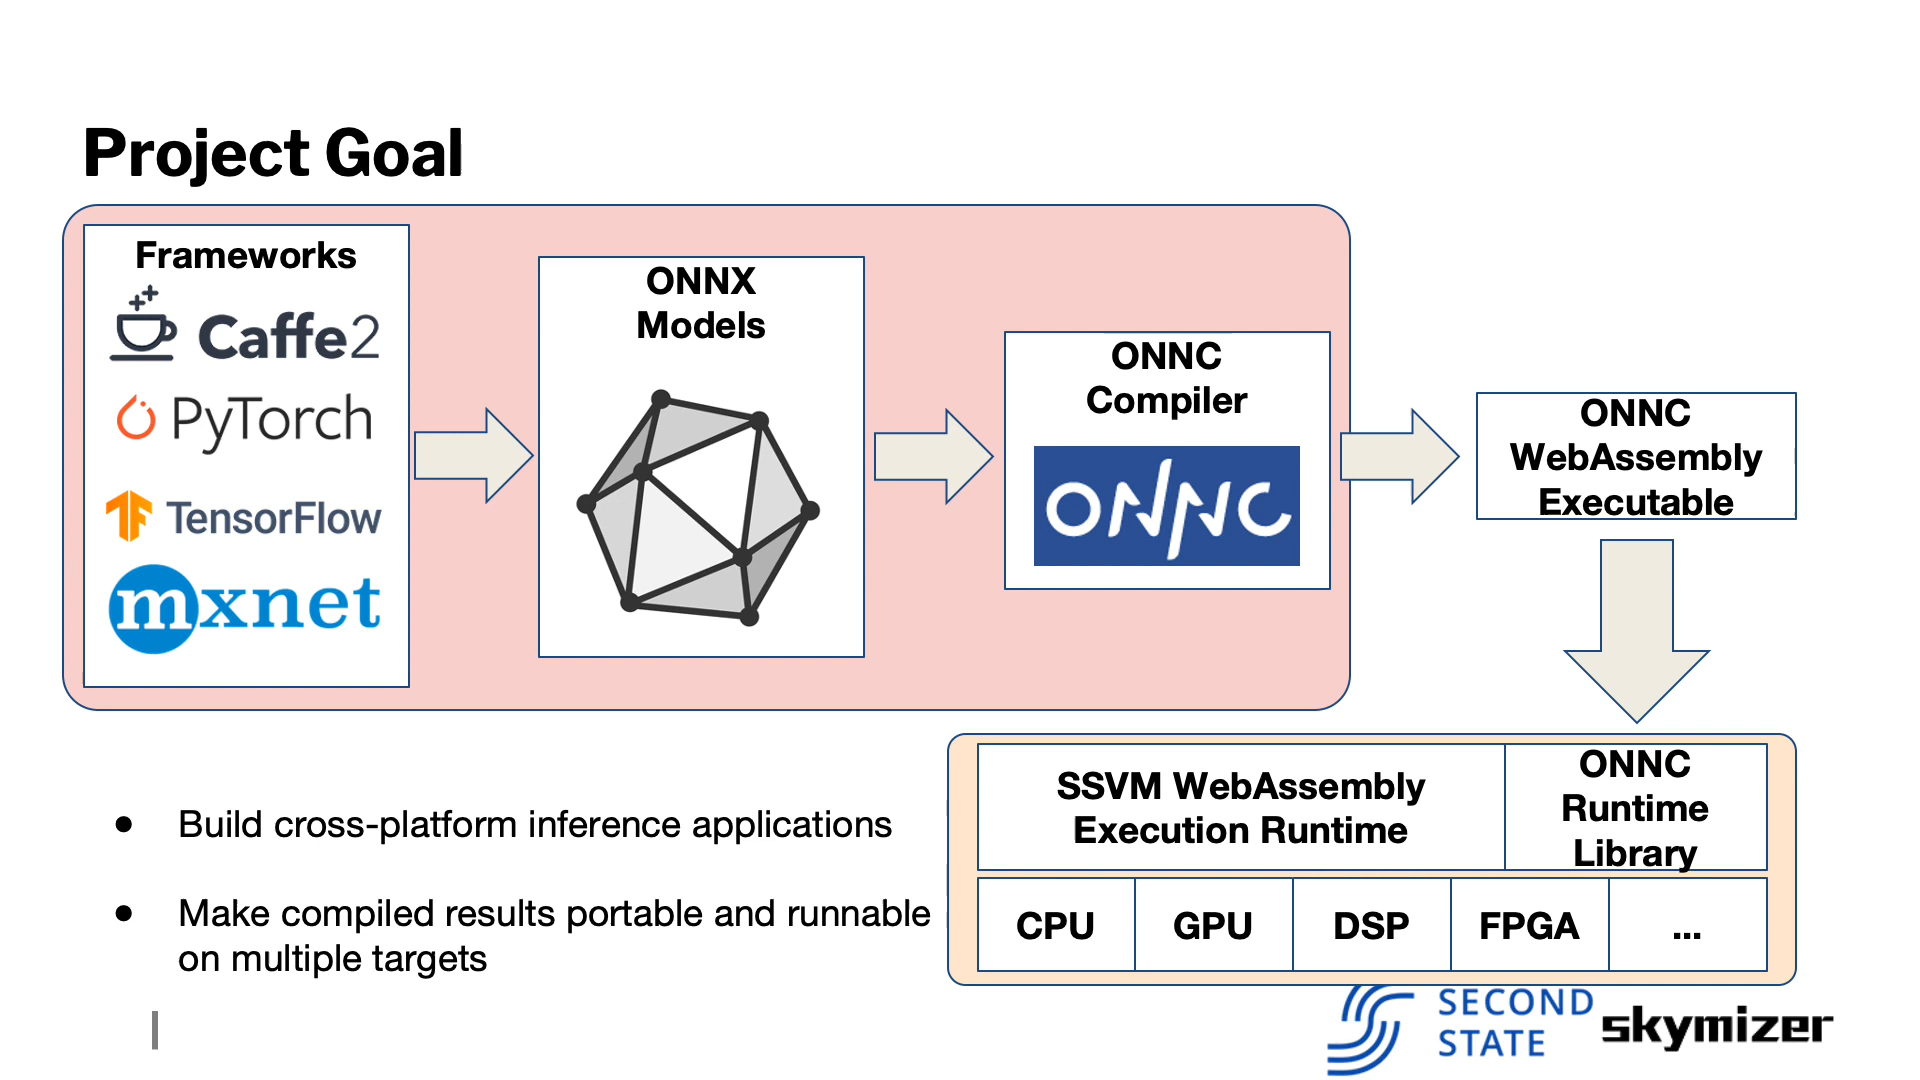 Project Goal
Frameworks
Caffe2
PyTorch
TensorFlow
mxnet
ONNX
Models
ONNC
Compiler
ONNC
ONNC
WebAssembly
Executable
SSVM WebAssembly
Execution Runtime
ONNC
Runtime
Library
CPU
GPU
DSP
FPGA
...
● Build cross-platform inference applications
● Make compiled results portable and runnable
on multiple targets
SECOND
STATE
skymizer